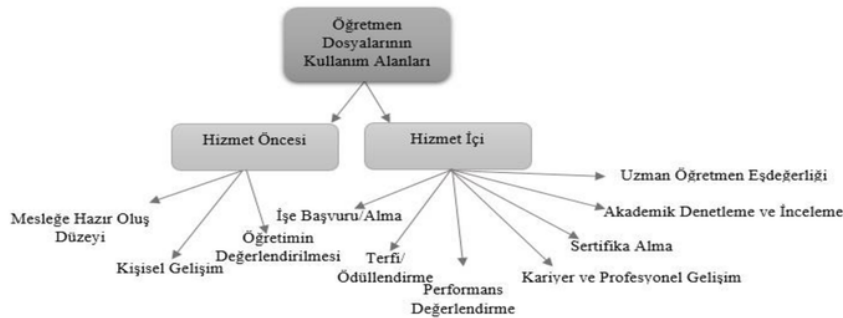 Öğretmen
Dosyalarının
Kullanım Alanları
Hizmet Öncesi
Hizmet İçi
Mesleğe Hazır Oluş
Düzeyi
Kişisel Gelişim
Öğretimin
Değerlendirilmesi
İşe Başvuru/Alma
Terfi/
Ödüllendirme
Performans
Değerlendirme
Kariyer ve Profesyonel Gelişim
Sertifika Alma
Akademik Denetleme ve İnceleme
Uzman Öğretmen Eşdeğerliği